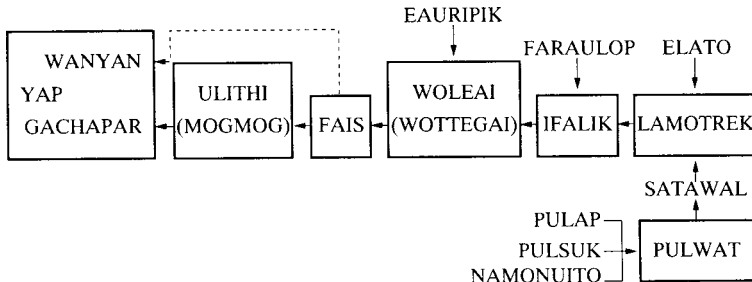 EAURIPIK
FARAULOP
ELATO
WANYAN
YAP
GACHAPAR
ULITHI
(MOGMOG)
FAIS
WOLEAI
(WOTTEGAI)
IFALIK
LAMOTREK
SATAWAL
PULAP
PULSUK
NAMONUITO
PULWAT